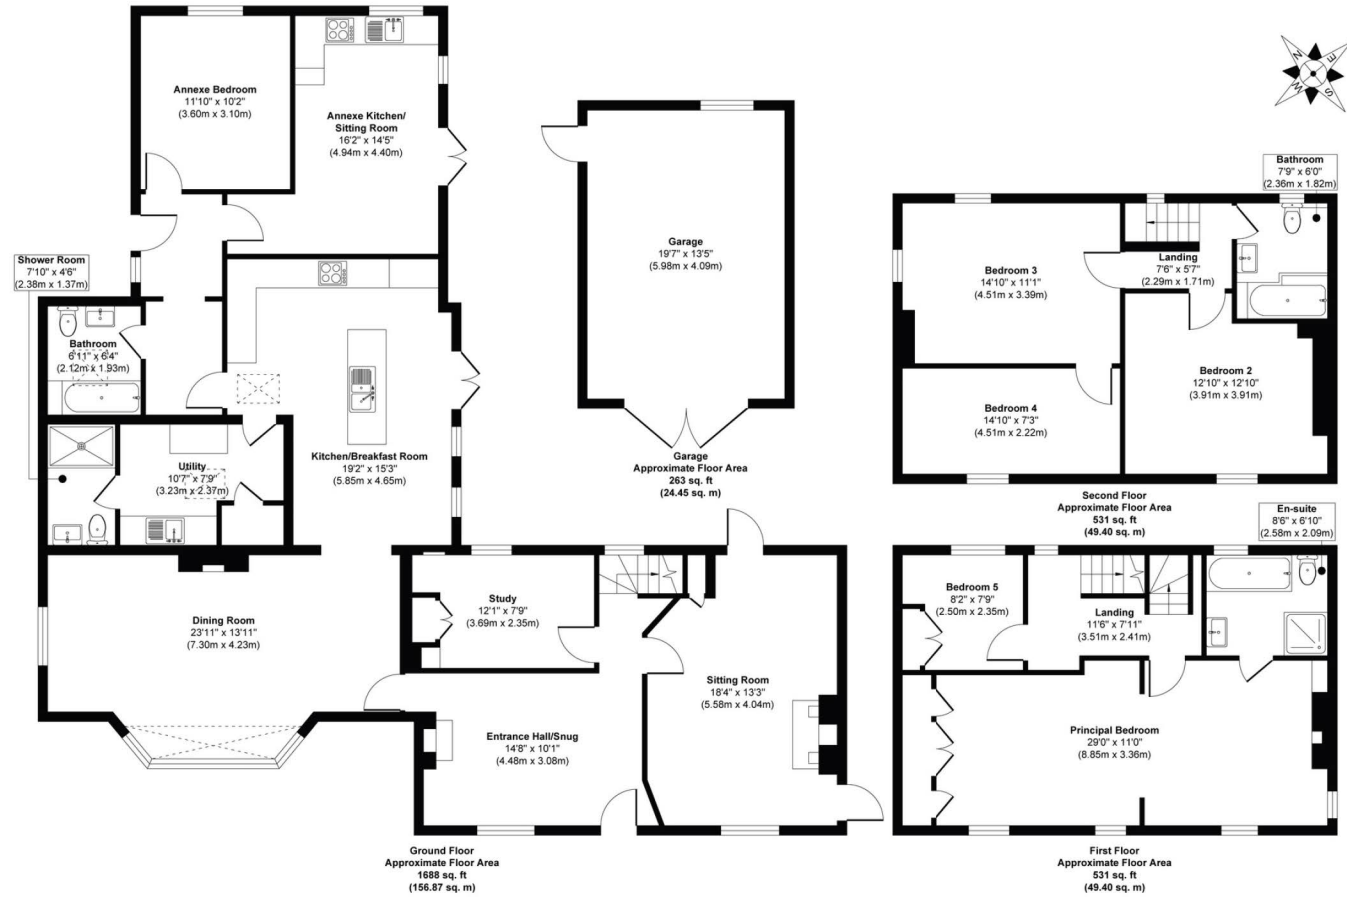 Annexe Bedroom
11'10" x 10'2"
(3.60m x 3.10m)
Annexe Kitchen/
Sitting Room
16'2" x 14'5"
(4.94m x 4.40m)
Shower Room
7'10" x 4'6"
(2.38m x 1.37m)
Bathroom
6'11" x 6'4"
(2.12m x 1.93m)
Utility
10'7" x 7'9"
(3.23m x 2.37m)
Kitchen/Breakfast Room
19'2" x 15'3"
(5.85m x 4.65m)
Dining Room
23'11" x 13'11"
(7.30m x 4.23m)
Study
12'1" x 7'9"
(3.69m x 2.35m)
Entrance Hall/Snug
14'8" x 10'1"
(4.48m x 3.08m)
Sitting Room
18'4" x 13'3"
(5.58m x 4.04m)
Ground Floor
Approximate Floor Area
1688 sq. ft
(156.87 sq. m)
Garage
19'7" x 13'5"
(5.98m x 4.09m)
Garage
Approximate Floor Area
263 sq. ft
(24.45 sq. m)
N
E
S
W
Bathroom
7'9" x 6'0"
(2.36m x 1.82m)
Bedroom 3
14'10" x 11'1"
(4.51m x 3.39m)
Landing
7'6" x 5'7"
(2.29m x 1.71m)
Bedroom 2
12'10" x 12'10"
(3.91m x 3.91m)
Bedroom 4
14'10" x 7'3"
(4.51m x 2.22m)
Second Floor
Approximate Floor Area
531 sq. ft
(49.40 sq. m)
En-suite
8'6" x 6'10"
(2.58m x 2.09m)
Bedroom 5
8'2" x 7'9"
(2.50m x 2.35m)
Landing
11'6" x 7'11"
(3.51m x 2.41m)
Principal Bedroom
29'0" x 11'0"
(8.85m x 3.36m)
First Floor
Approximate Floor Area
531 sq. ft
(49.40 sq. m)